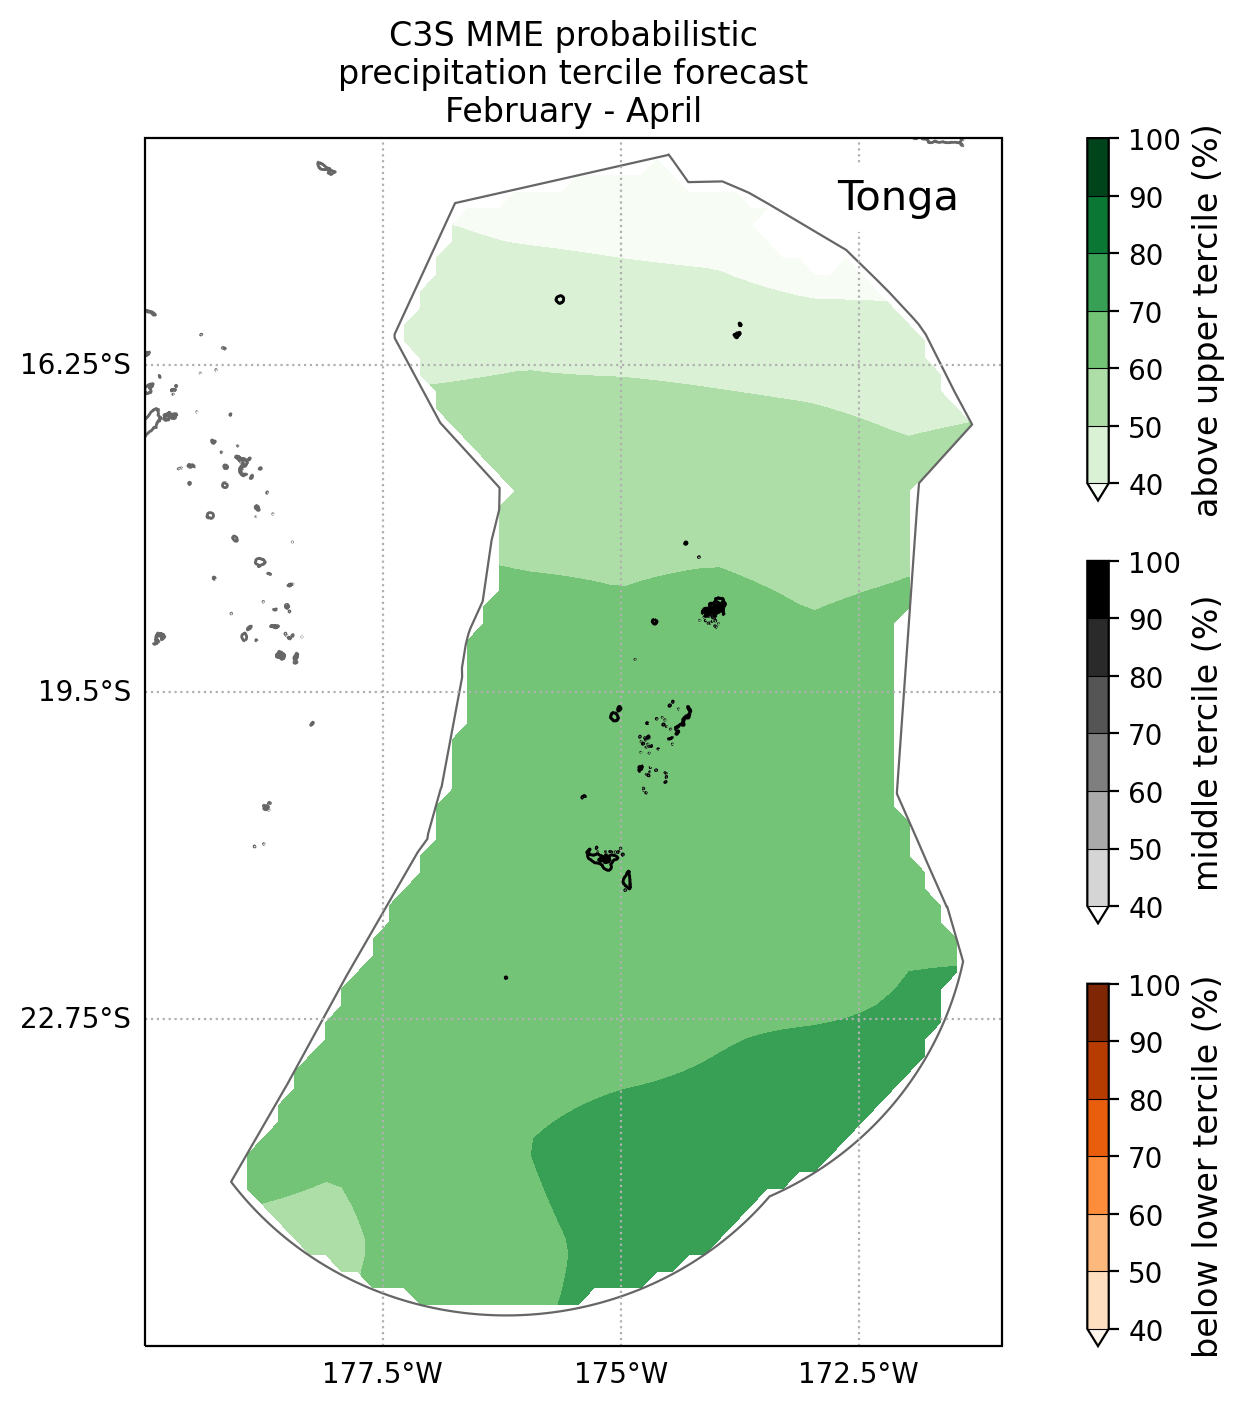 C3S MME probabilistic
precipitation tercile forecast
February - April
Tonga
16.25°S
19.5°S
22.75°S
177.5°W
175°W
172.5°W
100
90
80
70
60
50
40
above upper tercile (%)
100
90
80
70
60
50
40
middle tercile (%)
100
90
80
70
60
50
40
below lower tercile (%)